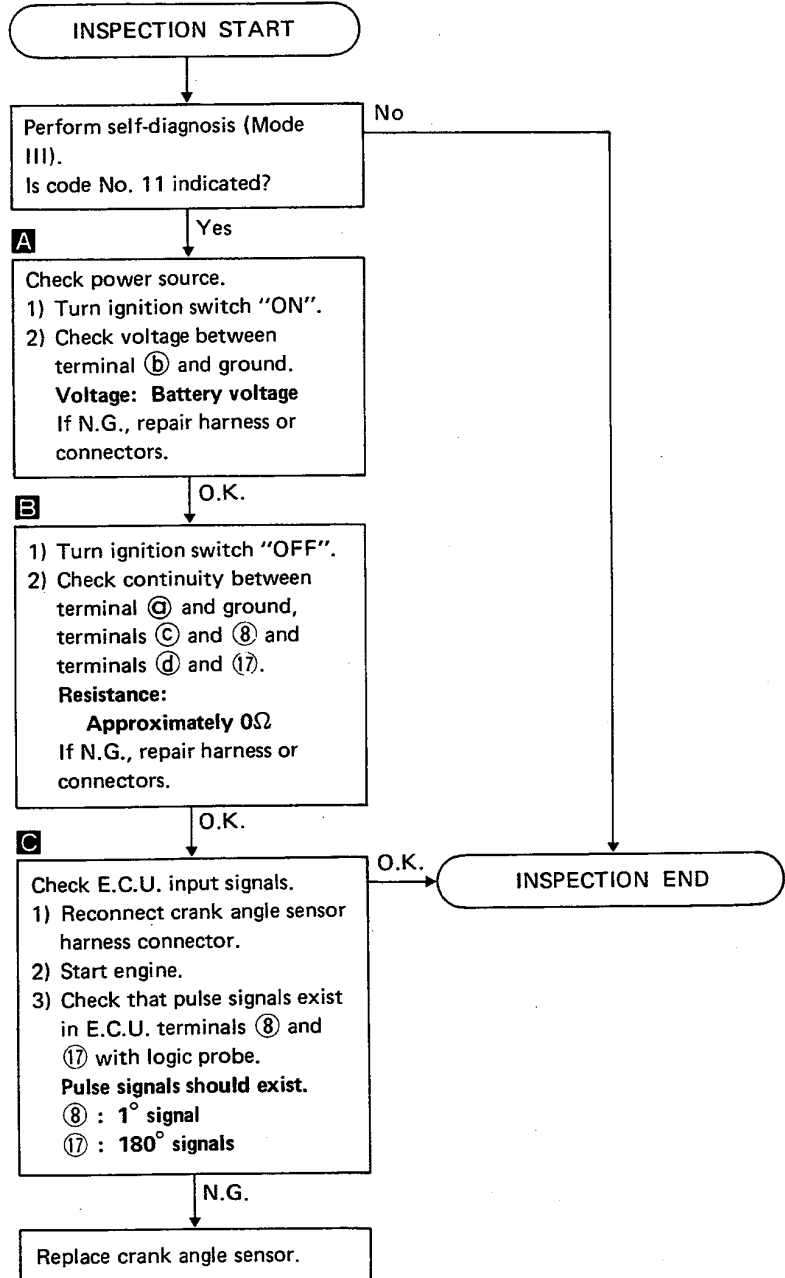 INSPECTION START
Perform self-diagnosis (Mode
III).
Is code No. 11 indicated?
No
Yes
A
Check power source.
1) Turn ignition switch "ON".
2) Check voltage between
terminal ⓑ and ground.
Voltage: Battery voltage
If N.G., repair harness or
connectors.
O.K.
B
1) Turn ignition switch "OFF".
2) Check continuity between
terminal ⓐ and ground,
terminals ⓒ and ⑧ and
terminals ⓓ and ⑰.
Resistance:
Approximately 0Ω
If N.G., repair harness or
connectors.
O.K.
C
Check E.C.U. input signals.
1) Reconnect crank angle sensor
harness connector.
2) Start engine.
3) Check that pulse signals exist
in E.C.U. terminals ⑧ and
⑰ with logic probe.
Pulse signals should exist.
⑧ : 1° signal
⑰ : 180° signals
O.K.
INSPECTION END
N.G.
Replace crank angle sensor.